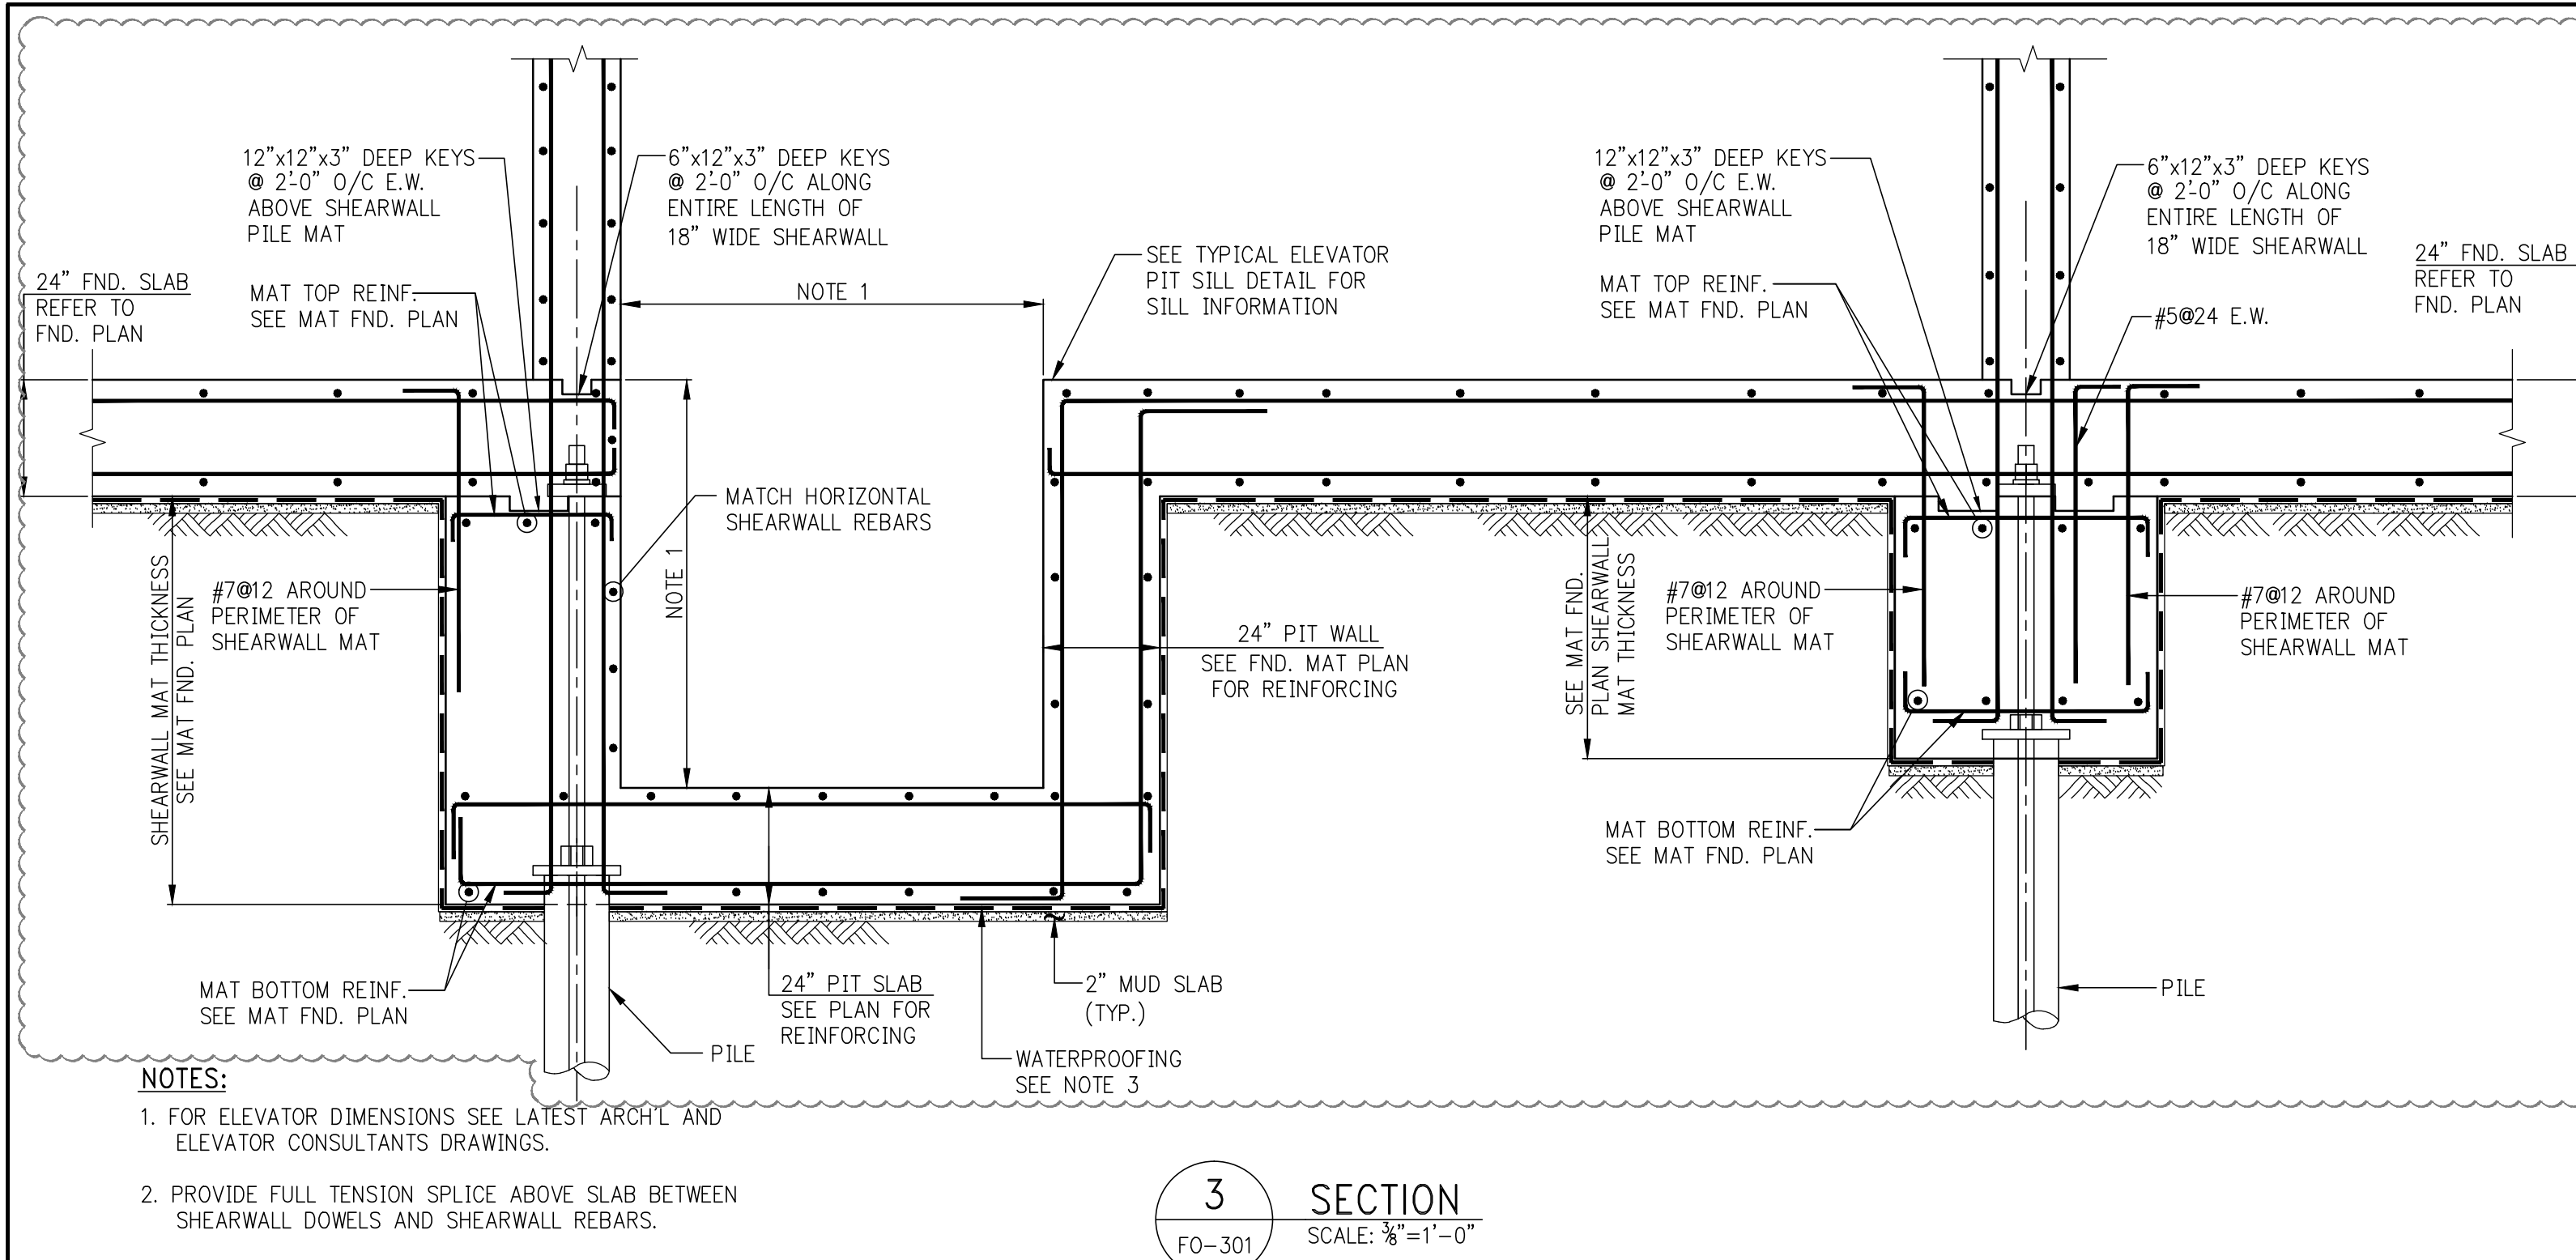 12"x12"x3" DEEP KEYS
@ 2'-0" O/C E.W.
ABOVE SHEARWALL
PILE MAT
6"x12"x3" DEEP KEYS
@ 2'-0" O/C ALONG
ENTIRE LENGTH OF
18" WIDE SHEARWALL
24" FND. SLAB
REFER TO
FND. PLAN
MAT TOP REINF.
SEE MAT FND. PLAN
NOTE 1
SEE TYPICAL ELEVATOR
PIT SILL DETAIL FOR
SILL INFORMATION
12"x12"x3" DEEP KEYS
@ 2'-0" O/C E.W.
ABOVE SHEARWALL
PILE MAT
MAT TOP REINF.
SEE MAT FND. PLAN
6"x12"x3" DEEP KEYS
@ 2'-0" O/C ALONG
ENTIRE LENGTH OF
18" WIDE SHEARWALL
#5@24 E.W.
24" FND. SLAB
REFER TO
FND. PLAN
MATCH HORIZONTAL
SHEARWALL REBARS
NOTE 1
SHEARWALL MAT THICKNESS
SEE MAT FND. PLAN
#7@12 AROUND
PERIMETER OF
SHEARWALL MAT
24" PIT WALL
SEE FND. MAT PLAN
FOR REINFORCING
SEE MAT FND.
PLAN SHEARWALL
MAT THICKNESS
#7@12 AROUND
PERIMETER OF
SHEARWALL MAT
#7@12 AROUND
PERIMETER OF
SHEARWALL MAT
MAT BOTTOM REINF.
SEE MAT FND. PLAN
MAT BOTTOM REINF.
SEE MAT FND. PLAN
24" PIT SLAB
SEE PLAN FOR
REINFORCING
2" MUD SLAB
(TYP.)
PILE
PILE
WATERPROOFING
SEE NOTE 3
NOTES:
1. FOR ELEVATOR DIMENSIONS SEE LATEST ARCH'L AND
ELEVATOR CONSULTANTS DRAWINGS.
2. PROVIDE FULL TENSION SPLICE ABOVE SLAB BETWEEN
SHEARWALL DOWELS AND SHEARWALL REBARS.
3
FO-301
SECTION
SCALE: 3/8"=1'-0"